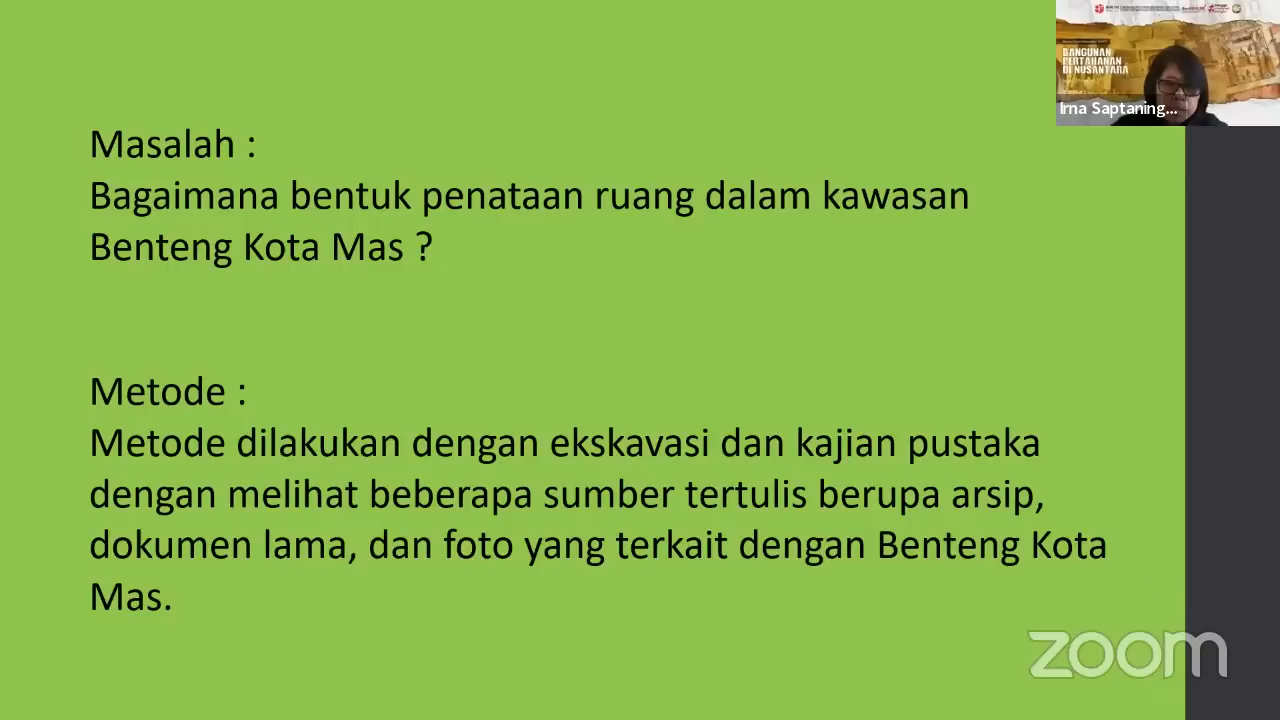 Masalah :
Bagaimana bentuk penataan ruang dalam kawasan
Benteng Kota Mas ?
Metode :
Metode dilakukan dengan ekskavasi dan kajian pustaka
dengan melihat beberapa sumber tertulis berupa arsip,
dokumen lama, dan foto yang terkait dengan Benteng Kota
Mas.
BANGUNAN
PERTAHANAN
DI NUSANTARA
Irna Saptaning...
zoom